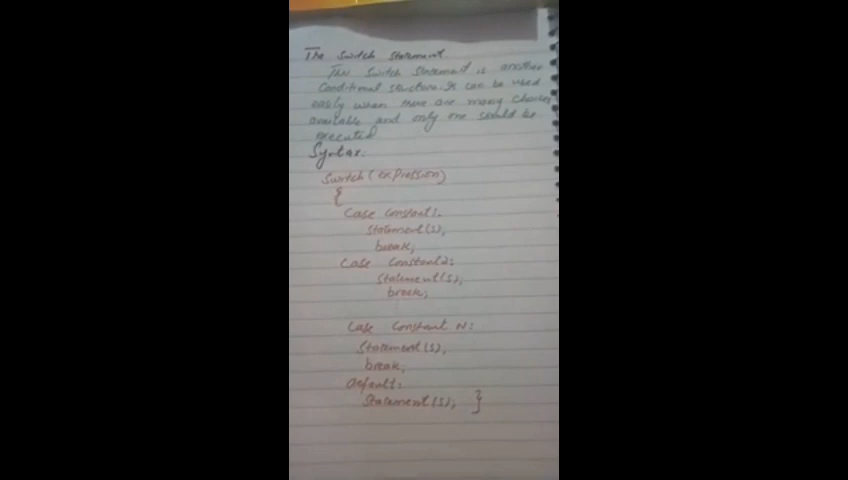 The Switch Statement
The Switch Statement is another
Conditional structure. It can be used
easily when there are many choices
available and only one should be
executed
Syntax:
Switch (expression)
{
Case constant1:
Statement(s);
break;
Case Constant2:
Statement(s);
break;
Case Constant N:
Statement(s);
break;
Default:
Statement(s); }